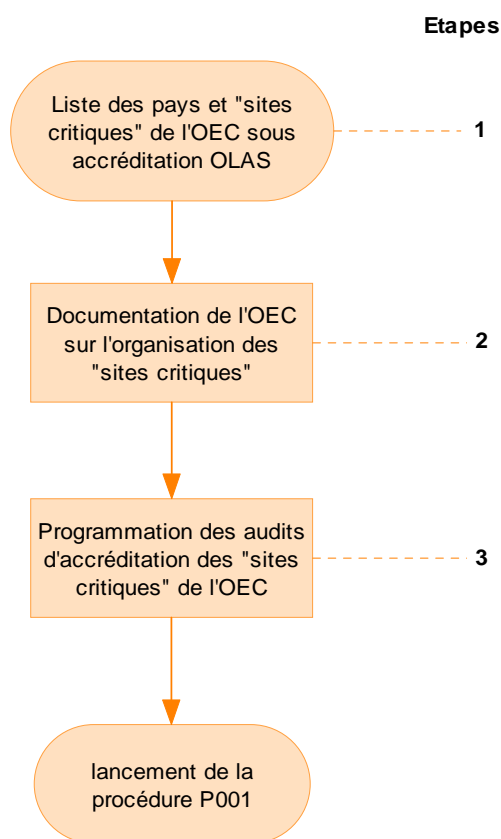 Etapes
Liste des pays et "sites
critiques" de l'OEC sous
accréditation OLAS
1
Documentation de l'OEC
sur l'organisation des
"sites critiques"
2
Programmation des audits
d'accréditation des "sites
critiques" de l'OEC
3
lancement de la
procédure P001